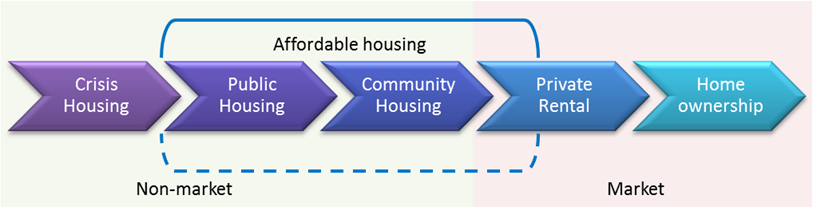 Affordable housing
Crisis
Housing
Public
Housing
Community
Housing
Private
Rental
Home
ownership
Non-market
Market